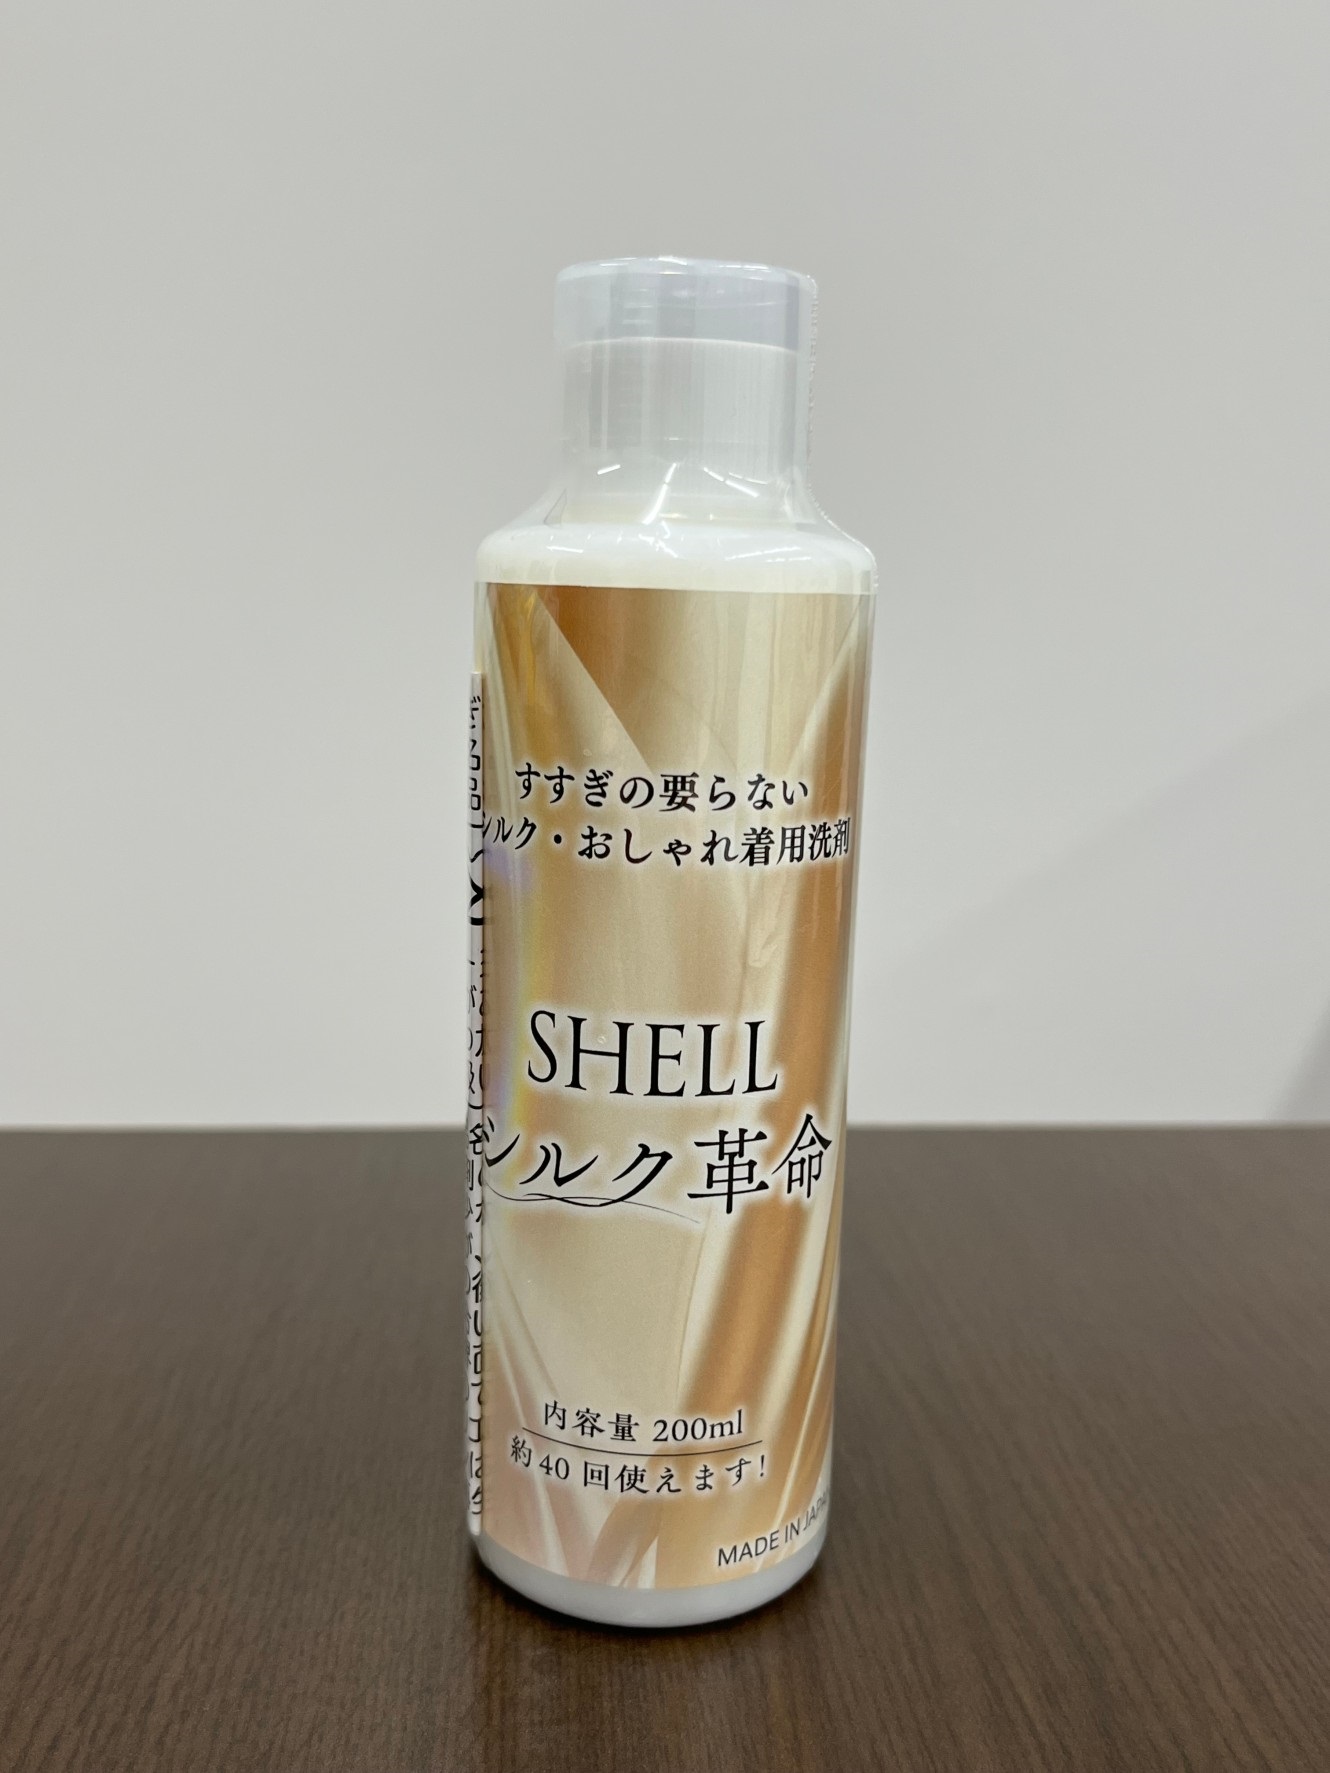 すすぎの要らない
シルク・おしゃれ着用洗剤
SHELL
シルク革命
内容量 200ml
約40回使えます!
MADE IN JAPAN